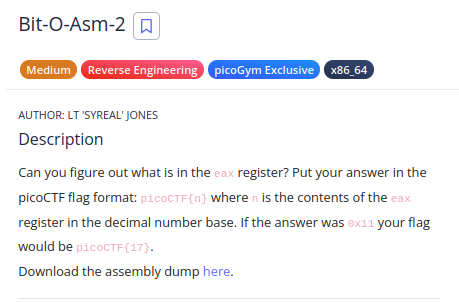 Bit-O-Asm-2
Medium Reverse Engineering picoGym Exclusive x86_64
AUTHOR: LT 'SYREAL' JONES
Description
Can you figure out what is in the eax register? Put your answer in the
picoCTF flag format: picoCTF{n} where n is the contents of the eax
register in the decimal number base. If the answer was 0x11 your flag
would be picoCTF{17}.
Download the assembly dump here.